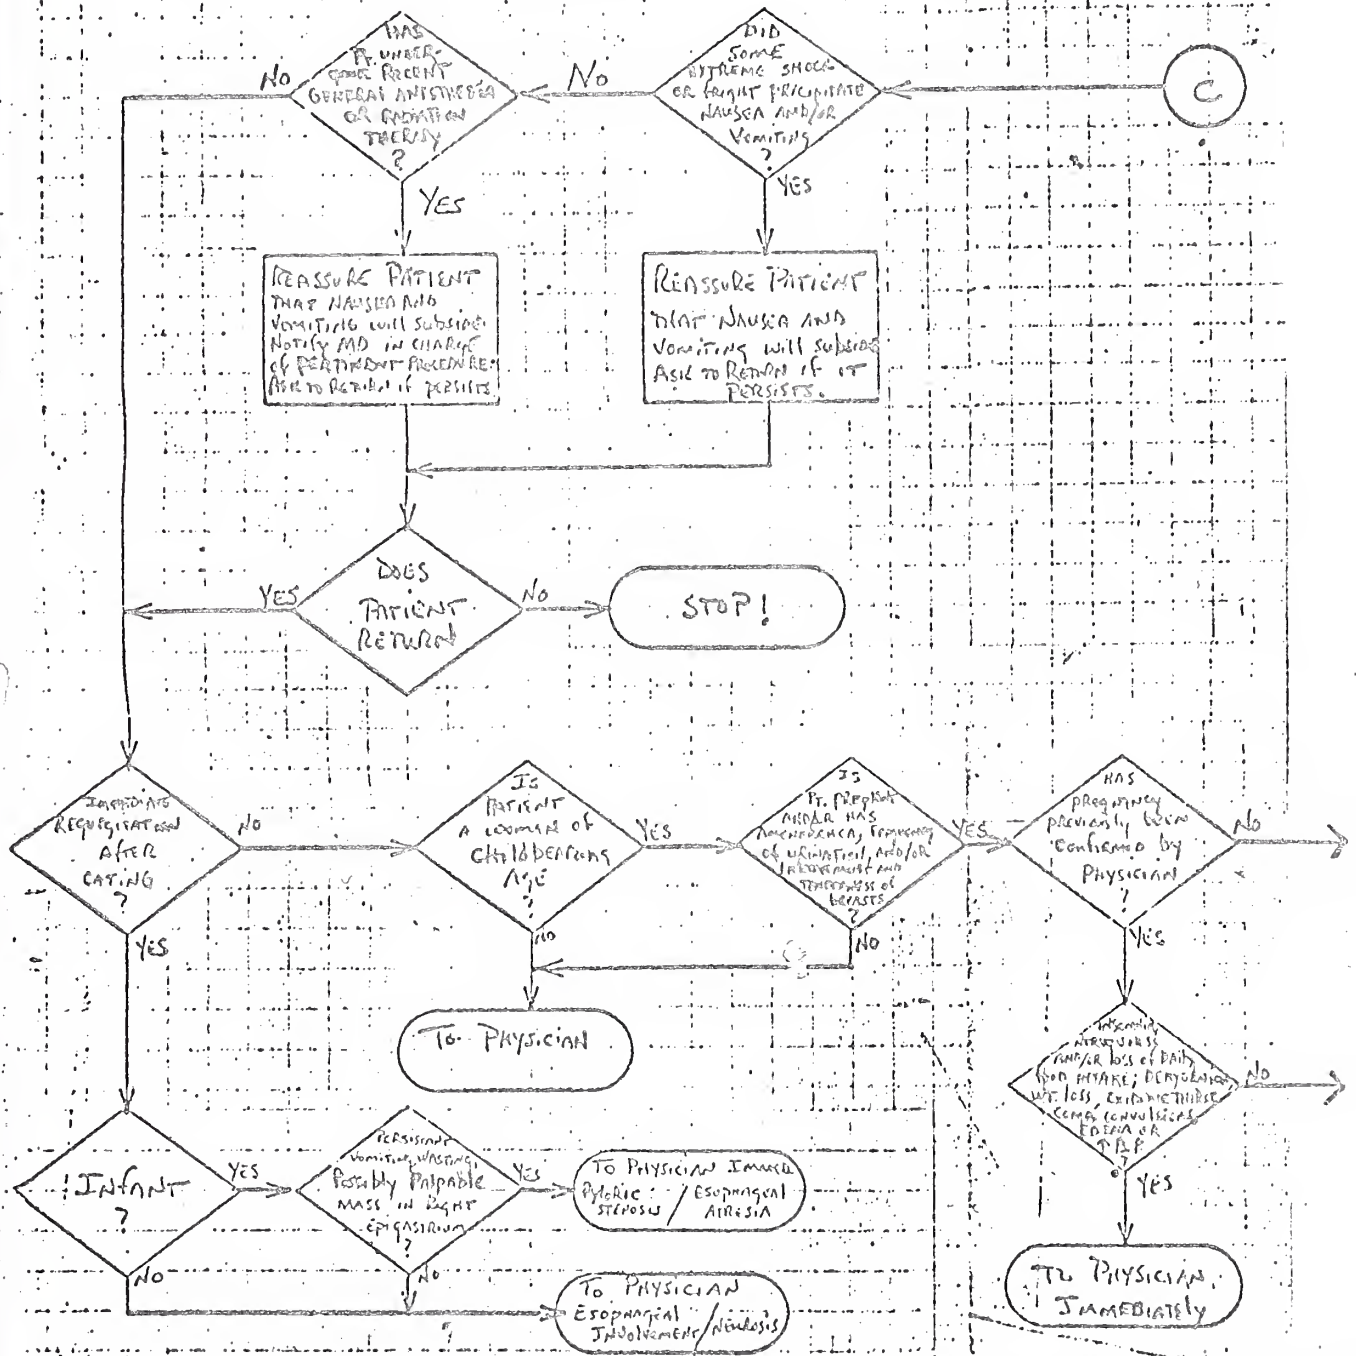 HAS
PT. UNDER-
GONE RECENT
GENERAL ANESTHESIA
OR RADIATION
THERAPY
?
NO
YES
DID
SOME
EXTREME SHOCK
OR FRIGHT PRECIPITATE
NAUSEA AND/OR
VOMITING
?
NO
YES
C
REASSURE PATIENT
THAT NAUSEA AND
VOMITING WILL SUBSIDE.
NOTIFY MD IN CHARGE
OF PERTINENT PROCEDURE.
ASK TO RETURN IF PERSISTS
REASSURE PATIENT
THAT NAUSEA AND
VOMITING WILL SUBSIDE
ASK TO RETURN IF IT
PERSISTS.
DOES
PATIENT
RETURN
YES
NO
STOP!
IMMEDIATE
REGURGITATION
AFTER
EATING
?
NO
YES
IS
PATIENT
A WOMAN OF
CHILDBEARING
AGE
?
YES
NO
IS
PT. PREGNANT
AND/OR HAS
AMENORRHEA, FREQUENCY
OF URINATION, AND/OR
AND
TENDERNESS OF
BREASTS
?
YES
NO
HAS
PREGNANCY
PREVIOUSLY BEEN
CONFIRMED BY
PHYSICIAN
?
NO
YES
TO PHYSICIAN
INSOMNIA,
NERVOUSNESS
AND/OR LOSS OF DAILY
FOOD INTAKE; DEHYDRATION,
WT. LOSS, THIRST
COMA, CONVULSIONS
EDEMA OR
↑ B.P.
?
NO
YES
INFANT
?
YES
NO
PERSISTANT
VOMITING, WASTING,
POSSIBLY PALPABLE
MASS IN RIGHT
EPIGASTRIUM
?
YES
NO
TO PHYSICIAN IMMED.
PYLORIC / ESOPHAGEAL
STENOSIS ATRESIA
TO PHYSICIAN
ESOPHAGEAL
INVOLVEMENT/NEUROSIS
TO PHYSICIAN,
IMMEDIATELY